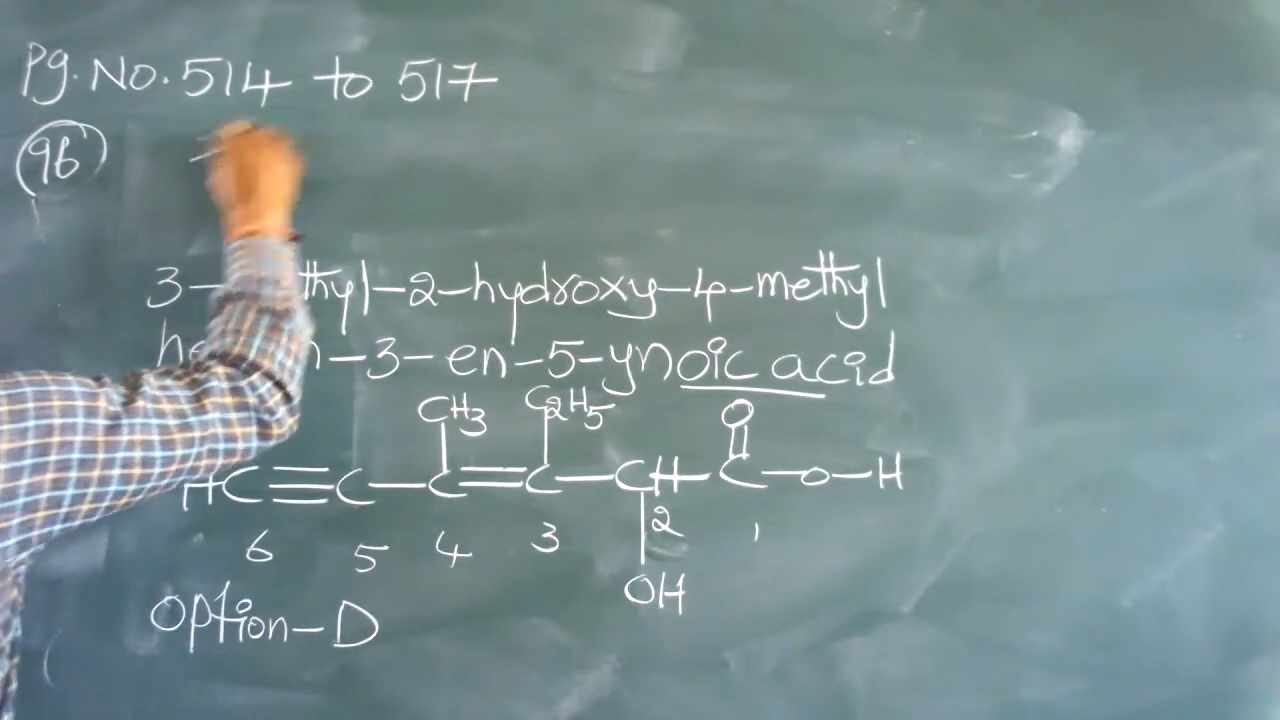 Pg. No. 514 to 517
96
3- thyl-2-hydroxy-4-methyl
he n-3-en-5-ynoic acid
CH3 C2H5 O
HC≡C-C=C-CH-C-O-H
6 5 4 3 2 1
OH
Option-D